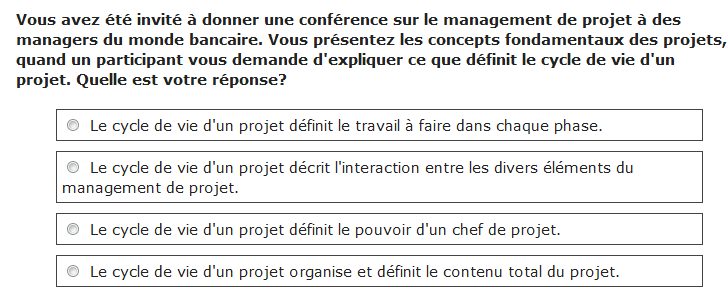 Vous avez été invité à donner une conférence sur le management de projet à des
managers du monde bancaire. Vous présentez les concepts fondamentaux des projets,
quand un participant vous demande d'expliquer ce que définit le cycle de vie d'un
projet. Quelle est votre réponse?
Le cycle de vie d'un projet définit le travail à faire dans chaque phase.
Le cycle de vie d'un projet décrit l'interaction entre les divers éléments du
management de projet.
Le cycle de vie d'un projet définit le pouvoir d'un chef de projet.
Le cycle de vie d'un projet organise et définit le contenu total du projet.